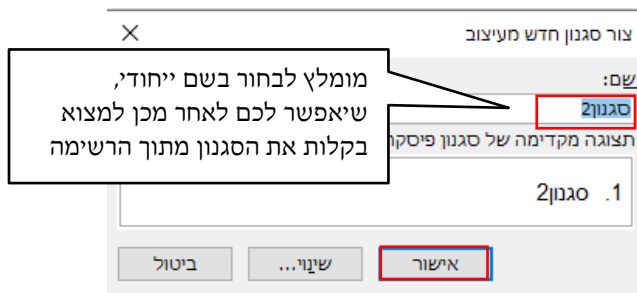 צור סגנון חדש מעיצוב
שם:
סגנון2
מומלץ לבחור בשם ייחודי,
שיאפשר לכם לאחר מכן למצוא
בקלות את הסגנון מתוך הרשימה
תצוגה מקדימה של סגנון פיסקה
1. סגנון2
אישור
שינוי...
ביטול